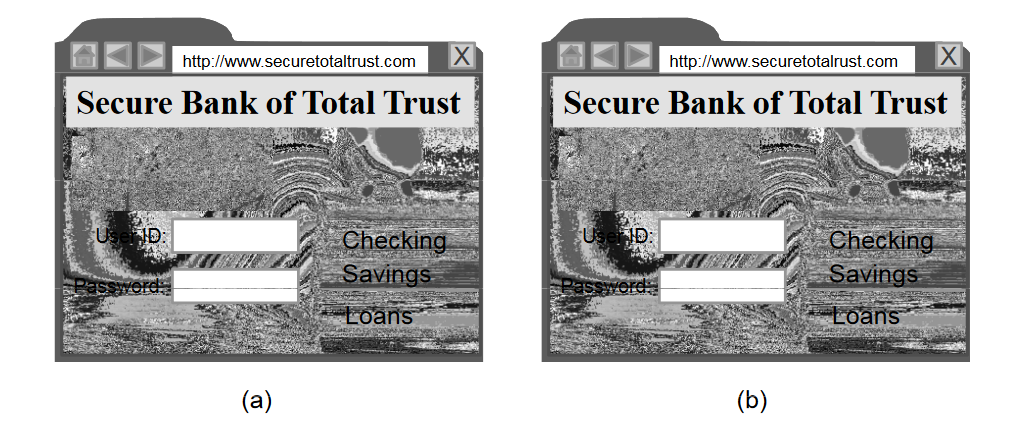 X
http://www.securetotaltrust.com
Secure Bank of Total Trust
User ID:
Password:
Checking
Savings
Loans
(a)
X
http://www.securetotaltrust.com
Secure Bank of Total Trust
User ID:
Password:
Checking
Savings
Loans
(b)